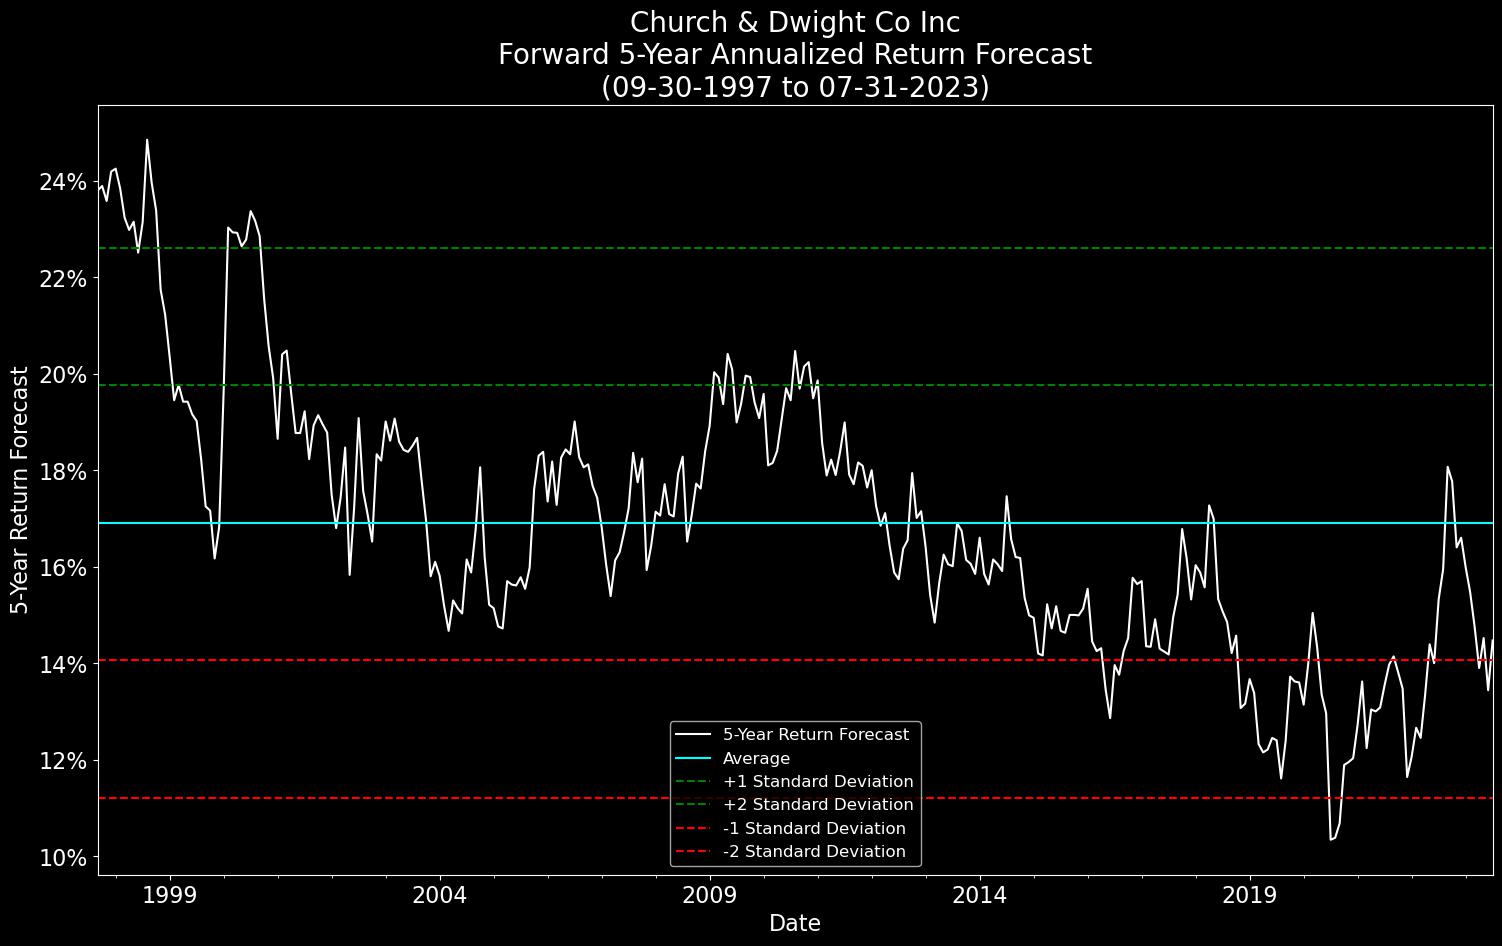 Church & Dwight Co Inc
Forward 5-Year Annualized Return Forecast
(09-30-1997 to 07-31-2023)
5-Year Return Forecast
24%
22%
20%
18%
16%
14%
12%
10%
5-Year Return Forecast
Average
+1 Standard Deviation
+2 Standard Deviation
-1 Standard Deviation
-2 Standard Deviation
1999 2004 2009 2014 2019
Date